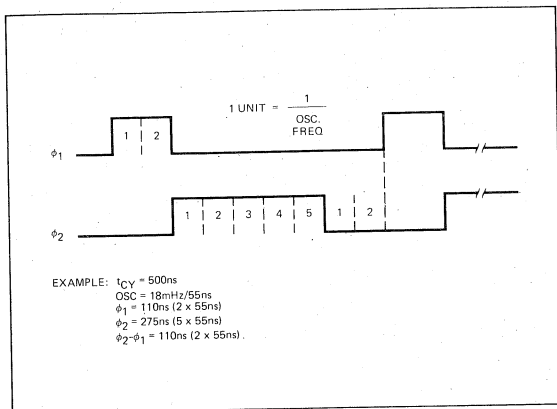 1 UNIT = 1
OSC.
FREQ
1 2
φ1
1 2 3 4 5 1 2
φ2
EXAMPLE: tCY = 500ns
OSC = 18mHz/55ns
φ1 = 110ns (2 x 55ns)
φ2 = 275ns (5 x 55ns)
φ2-φ1 = 110ns (2 x 55ns)